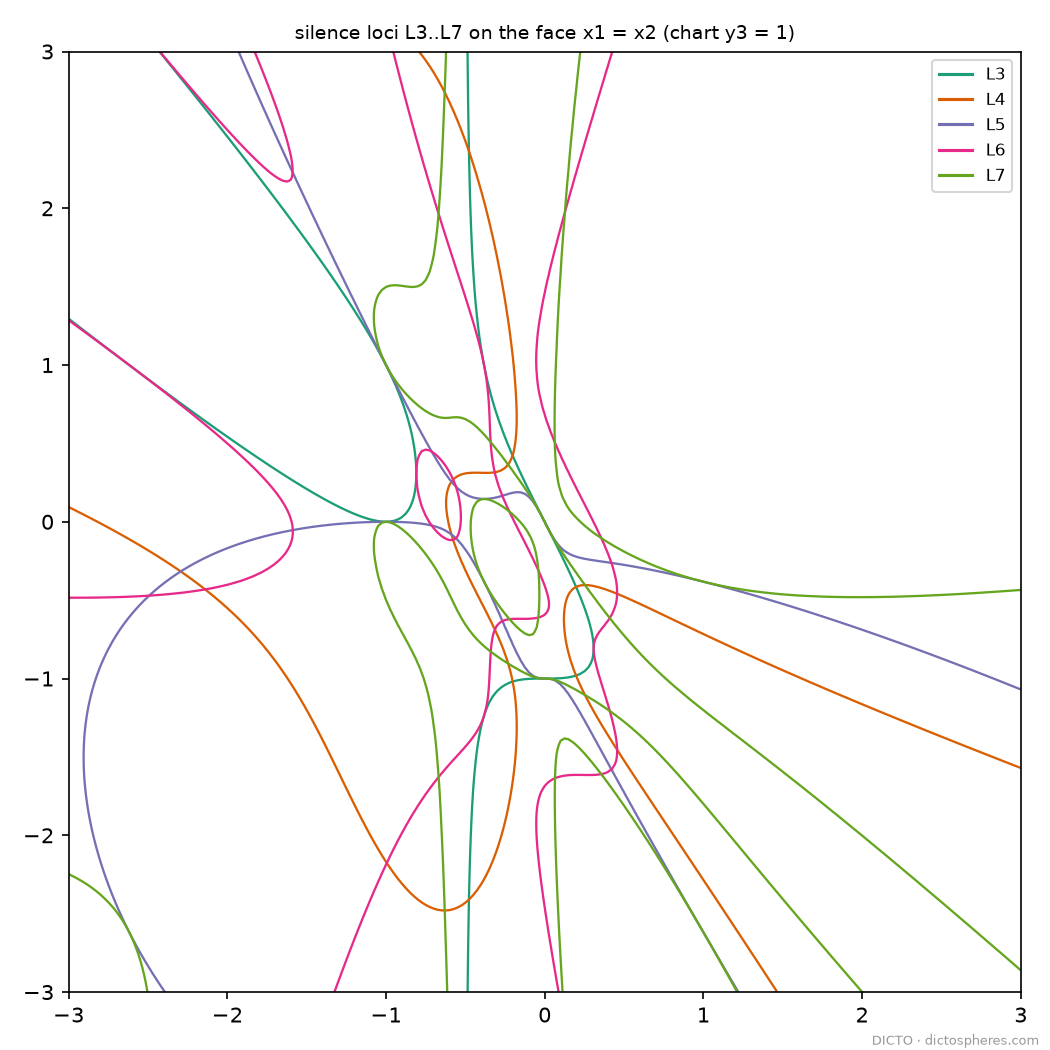 silence loci L3..L7 on the face x1 = x2 (chart y3 = 1)
L3
L4
L5
L6
L7
3
2
1
0
−1
−2
−3
−3 −2 −1 0 1 2 3
DICTO · dictospheres.com